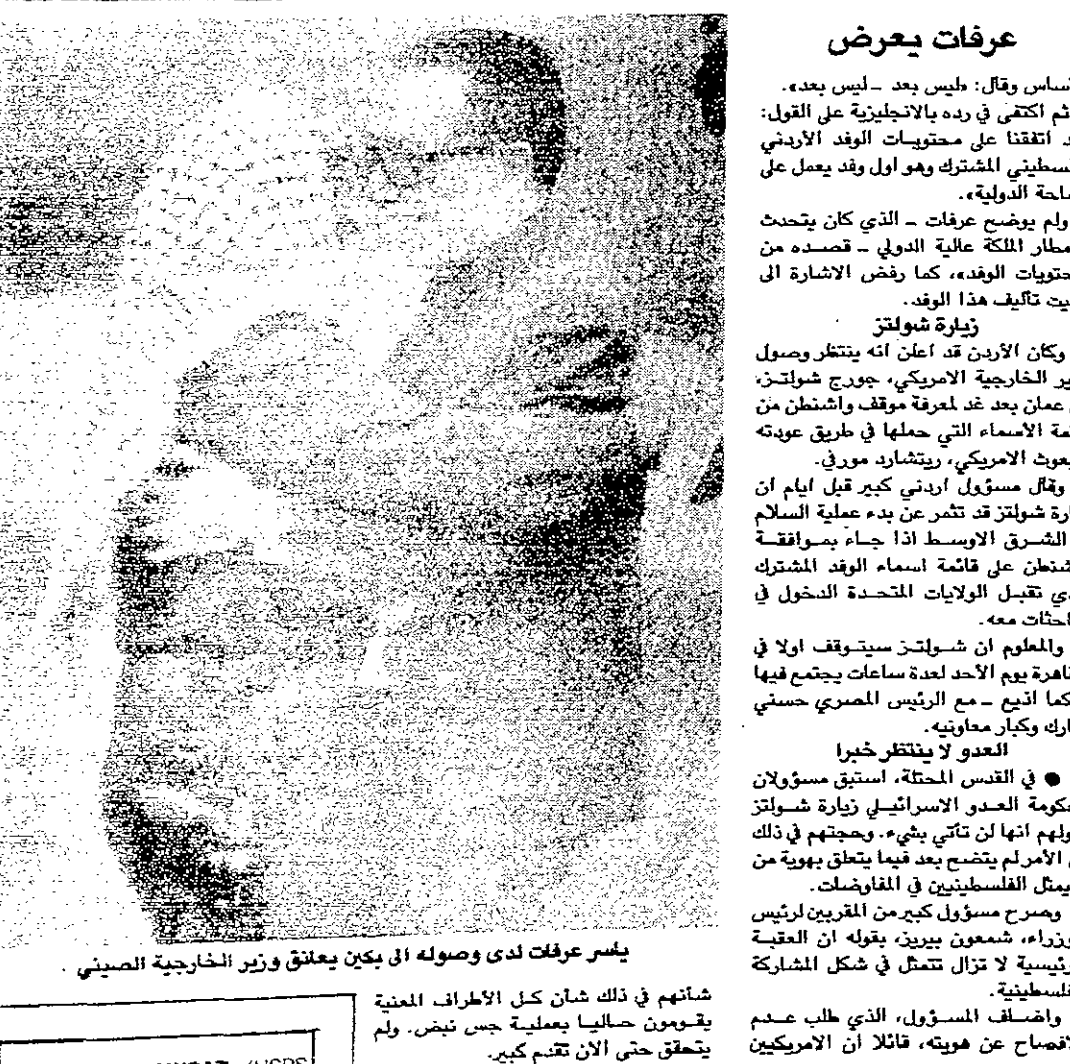 عرفات يعرض
ساس وقال: «ليس بعد ـ ليس بعد».
ثم اكتفى في رده بالانجليزية على القول:
د اتفقنا على محتويات الوفد الأردني
سطيني المشترك وهو اول وفد يعمل على
ساحة الدولية».
ولم يوضح عرفات ـ الذي كان يتحدث
مطار الملكة عالية الدولي ـ قصده من
حتويات الوفد»، كما رفض الاشارة الى
يت تأليف هذا الوفد.
زيارة شولتز
وكان الأردن قد اعلن انه ينتظر وصول
ير الخارجية الامريكي، جورج شولتز،
عمان بعد غد لمعرفة موقف واشنطن من
مة الاسماء التي حملها في طريق عودته
بعوث الامريكي، ريتشارد مورفي.
وقال مسؤول اردني كبير قبل ايام ان
ارة شولتز قد تثمر عن بدء عملية السلام
الشرق الاوسط اذا جاء بموافقة
شنطن على قائمة اسماء الوفد المشترك
ي تقبل الولايات المتحدة الدخول في
احثات معه.
والمعلوم ان شولتز سيتوقف اولا في
اهرة يوم الأحد لعدة ساعات يجتمع فيها
كما اذيع ـ مع الرئيس المصري حسني
ارك وكبار معاونيه.
العدو لا ينتظر خبرا
● في القدس المحتلة، استبق مسؤولان
كومة العدو الاسرائيلي زيارة شولتز
ولهم انها لن تأتي بشيء. وحجتهم في ذلك
الأمر لم يتضح بعد فيما يتعلق بهوية من
يمثل الفلسطينيين في المفاوضات.
وصرح مسؤول كبير من المقربين لرئيس
وزراء، شمعون بيريز، بقوله ان العقبة
رئيسية لا تزال تتمثل في شكل المشاركة
فلسطينية.
واضاف المسؤول، الذي طلب عدم
لافصاح عن هويته، قائلا ان الامريكيين
ياسر عرفات لدى وصوله الى بكين يعانق وزير الخارجية الصيني .
شأنهم في ذلك شأن كل الأطراف المعنية
يقومون حاليا بعملية جس نبض. ولم
يتحقق حتى الان تقدم كبير.